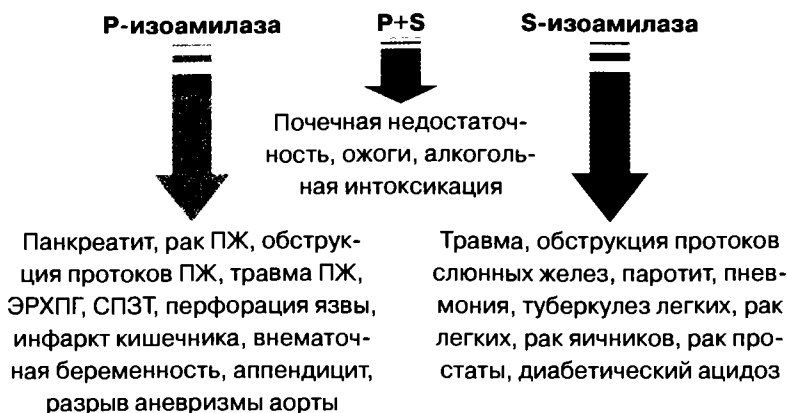 P-изоамилаза
P+S
S-изоамилаза
Почечная недостаточ-
ность, ожоги, алкоголь-
ная интоксикация
Панкреатит, рак ПЖ, обструк-
ция протоков ПЖ, травма ПЖ,
ЭРХПГ, СПЗТ, перфорация язвы,
инфаркт кишечника, внематоч-
ная беременность, аппендицит,
разрыв аневризмы аорты
Травма, обструкция протоков
слюнных желез, паротит, пнев-
мония, туберкулез легких, рак
легких, рак яичников, рак про-
статы, диабетический ацидоз